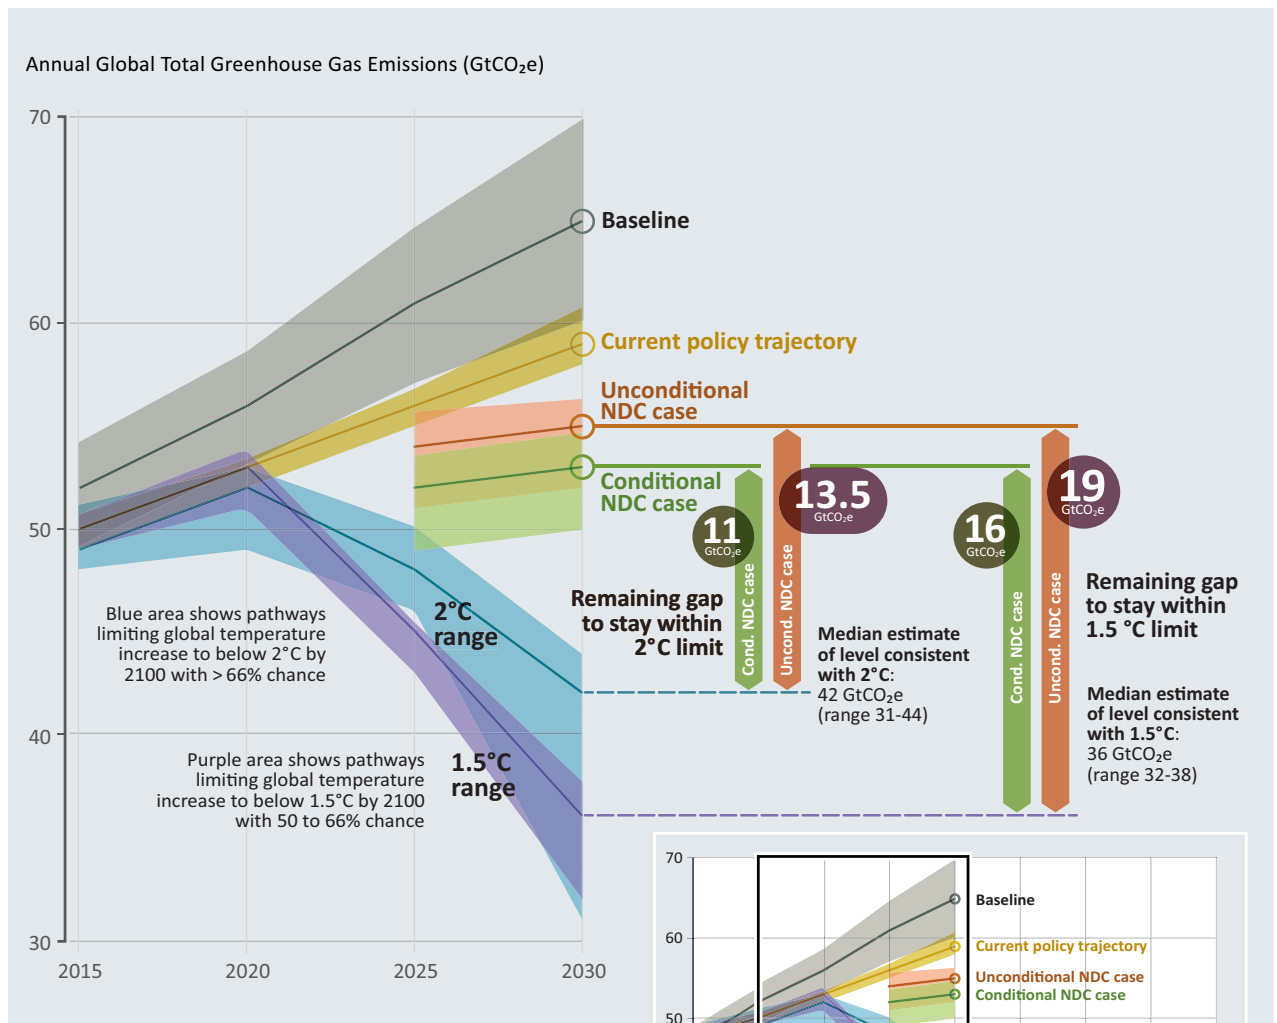 Annual Global Total Greenhouse Gas Emissions (GtCO₂e)
70
60
50
40
30
2015
2020
2025
2030
Baseline
Current policy trajectory
Unconditional
NDC case
Conditional
NDC case
2°C
range
1.5°C
range
Blue area shows pathways
limiting global temperature
increase to below 2°C by
2100 with > 66% chance
Purple area shows pathways
limiting global temperature
increase to below 1.5°C by 2100
with 50 to 66% chance
11
GtCO₂e
13.5
GtCO₂e
16
GtCO₂e
19
GtCO₂e
Cond. NDC case
Uncond. NDC case
Cond. NDC case
Uncond. NDC case
Remaining gap
to stay within
2°C limit
Median estimate
of level consistent
with 2°C:
42 GtCO₂e
(range 31-44)
Remaining gap
to stay within
1.5 °C limit
Median estimate
of level consistent
with 1.5°C:
36 GtCO₂e
(range 32-38)
70
60
50
Baseline
Current policy trajectory
Unconditional NDC case
Conditional NDC case